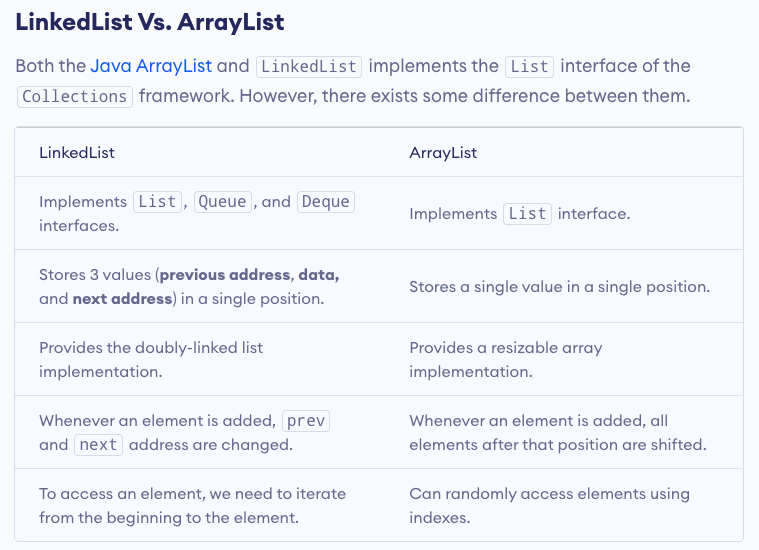 LinkedList Vs. ArrayList
Both the Java ArrayList and LinkedList implements the List interface of the
Collections framework. However, there exists some difference between them.
LinkedList
ArrayList
Implements List, Queue, and Deque
interfaces.
Implements List interface.
Stores 3 values (previous address, data,
and next address) in a single position.
Stores a single value in a single position.
Provides the doubly-linked list
implementation.
Provides a resizable array
implementation.
Whenever an element is added, prev
and next address are changed.
Whenever an element is added, all
elements after that position are shifted.
To access an element, we need to iterate
from the beginning to the element.
Can randomly access elements using
indexes.